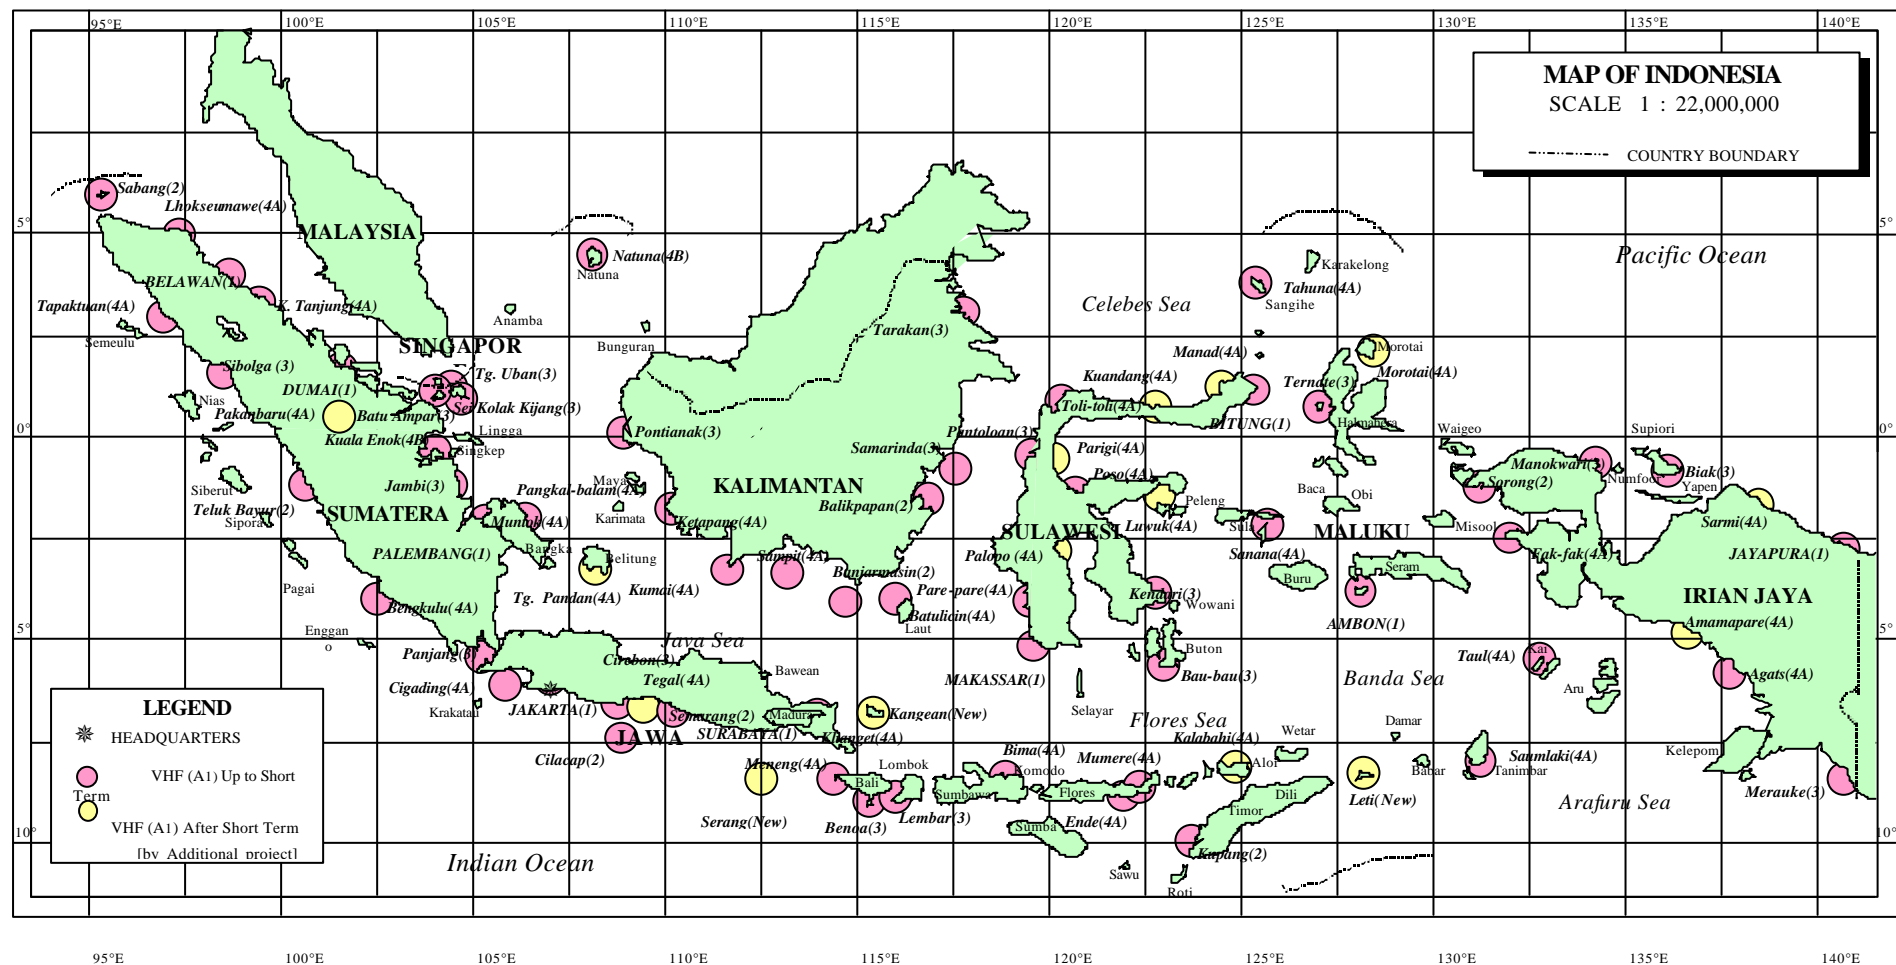 95°E 100°E 105°E 110°E 115°E 120°E 125°E 130°E 135°E 140°E
MAP OF INDONESIA
SCALE 1 : 22,000,000
COUNTRY BOUNDARY
Sabang(2)
Lhokseumawe(4A)
5°
MALAYSIA
5°
Natuna(4B)
Natuna
Karakelong
Pacific Ocean
BELAWAN(1)
Tahuna(4A)
Sangihe
Celebes Sea
Tapaktuan(4A)
K. Tanjung(4A)
Anamba
Tarakan(3)
Semeulu
SINGAPOR
Bunguran
Manad(4A)
Morotai
Morotai(4A)
Sibolga (3)
Tg. Uban(3)
Kuandang(4A)
Ternate(3)
DUMAI(1)
Nias
Pakanbaru(4A)
Batu Ampar(3)
Sei Kolak Kijang(3)
Toli-toli(4A)
BITUNG(1)
Halmahera
Kuala Enok(4B)
Lingga
Pontianak(3)
Pantoloan(3)
Waigeo
Supiori
0°
0°
Singkep
Samarinda(3)
Parigi(4A)
Manokwari(3)
Biak(3)
Numfoor
Yapen
Siberut
Jambi(3)
Maya
KALIMANTAN
Poso(4A)
Peleng
Baca
Obi
Sorong(2)
Teluk Bayur(2)
Pangkal-balam(4A)
Karimata
Balikpapan(2)
Sipora
SUMATERA
Muntok(4A)
Ketapang(4A)
SULAWESI
Luwuk(4A)
Sula
MALUKU
Misool
Sarmi(4A)
PALEMBANG(1)
Bangka
Belitung
Sampit(4A)
Palopo (4A)
Sanana(4A)
Fak-fak(4A)
JAYAPURA(1)
Pagai
Banjarmasin(2)
Buru
Seram
Kumai(4A)
Tg. Pandan(4A)
Pare-pare(4A)
Kendari(3)
IRIAN JAYA
Bengkulu(4A)
Batulicin(4A)
Wowani
Laut
AMBON(1)
Amamapare(4A)
Enggan
o
5°
5°
Java Sea
Buton
Panjang(3)
Cirebon(3)
Bawean
MAKASSAR(1)
Bau-bau(3)
Taul(4A)
Kai
Agats(4A)
Cigading(4A)
Tegal(4A)
Banda Sea
Aru
Krakatau
JAKARTA(1)
Semarang(2)
Madura
Kangean(New)
Selayar
Flores Sea
JAWA
SURABAYA(1)
Klianget(4A)
Kalabahi(4A)
Wetar
Damar
Cilacap(2)
Bima(4A)
Mumere(4A)
Saumlaki(4A)
Kelepom
Meneng(4A)
Lombok
Komodo
Alor
Babar
Tanimbar
Bali
Sumbawa
Flores
Dili
Leti(New)
Arafuru Sea
Merauke(3)
Serang(New)
Benoa(3)
Lembar(3)
Sumba
Ende(4A)
Timor
10°
10°
Kupang(2)
Indian Ocean
Sawu
Roti
LEGEND
HEADQUARTERS
VHF (A1) Up to Short
Term
VHF (A1) After Short Term
[by Additional project]
95°E 100°E 105°E 110°E 115°E 120°E 125°E 130°E 135°E 140°E